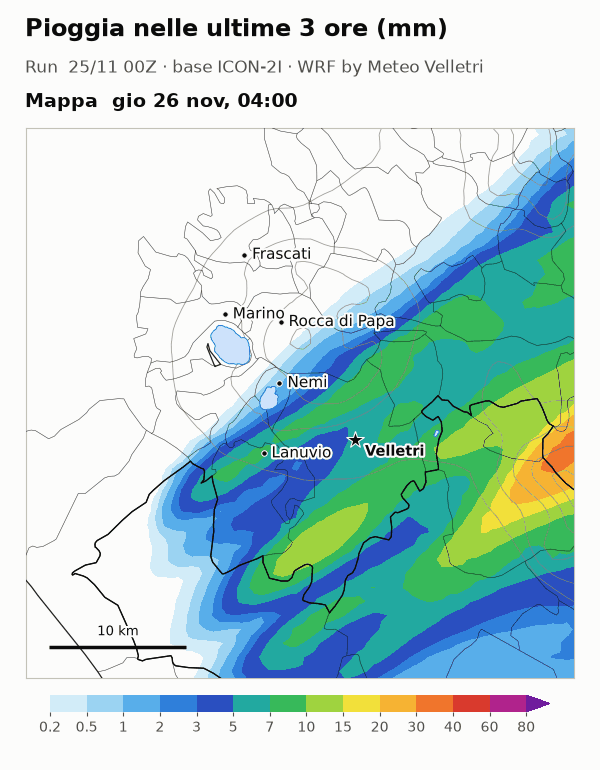 Pioggia nelle ultime 3 ore (mm)
Run 25/11 00Z · base ICON-2I · WRF by Meteo Velletri
Mappa gio 26 nov, 04:00
Frascati
Marino
Rocca di Papa
Nemi
Velletri
Lanuvio
10 km
0.2 0.5 1 2 3 5 7 10 15 20 30 40 60 80